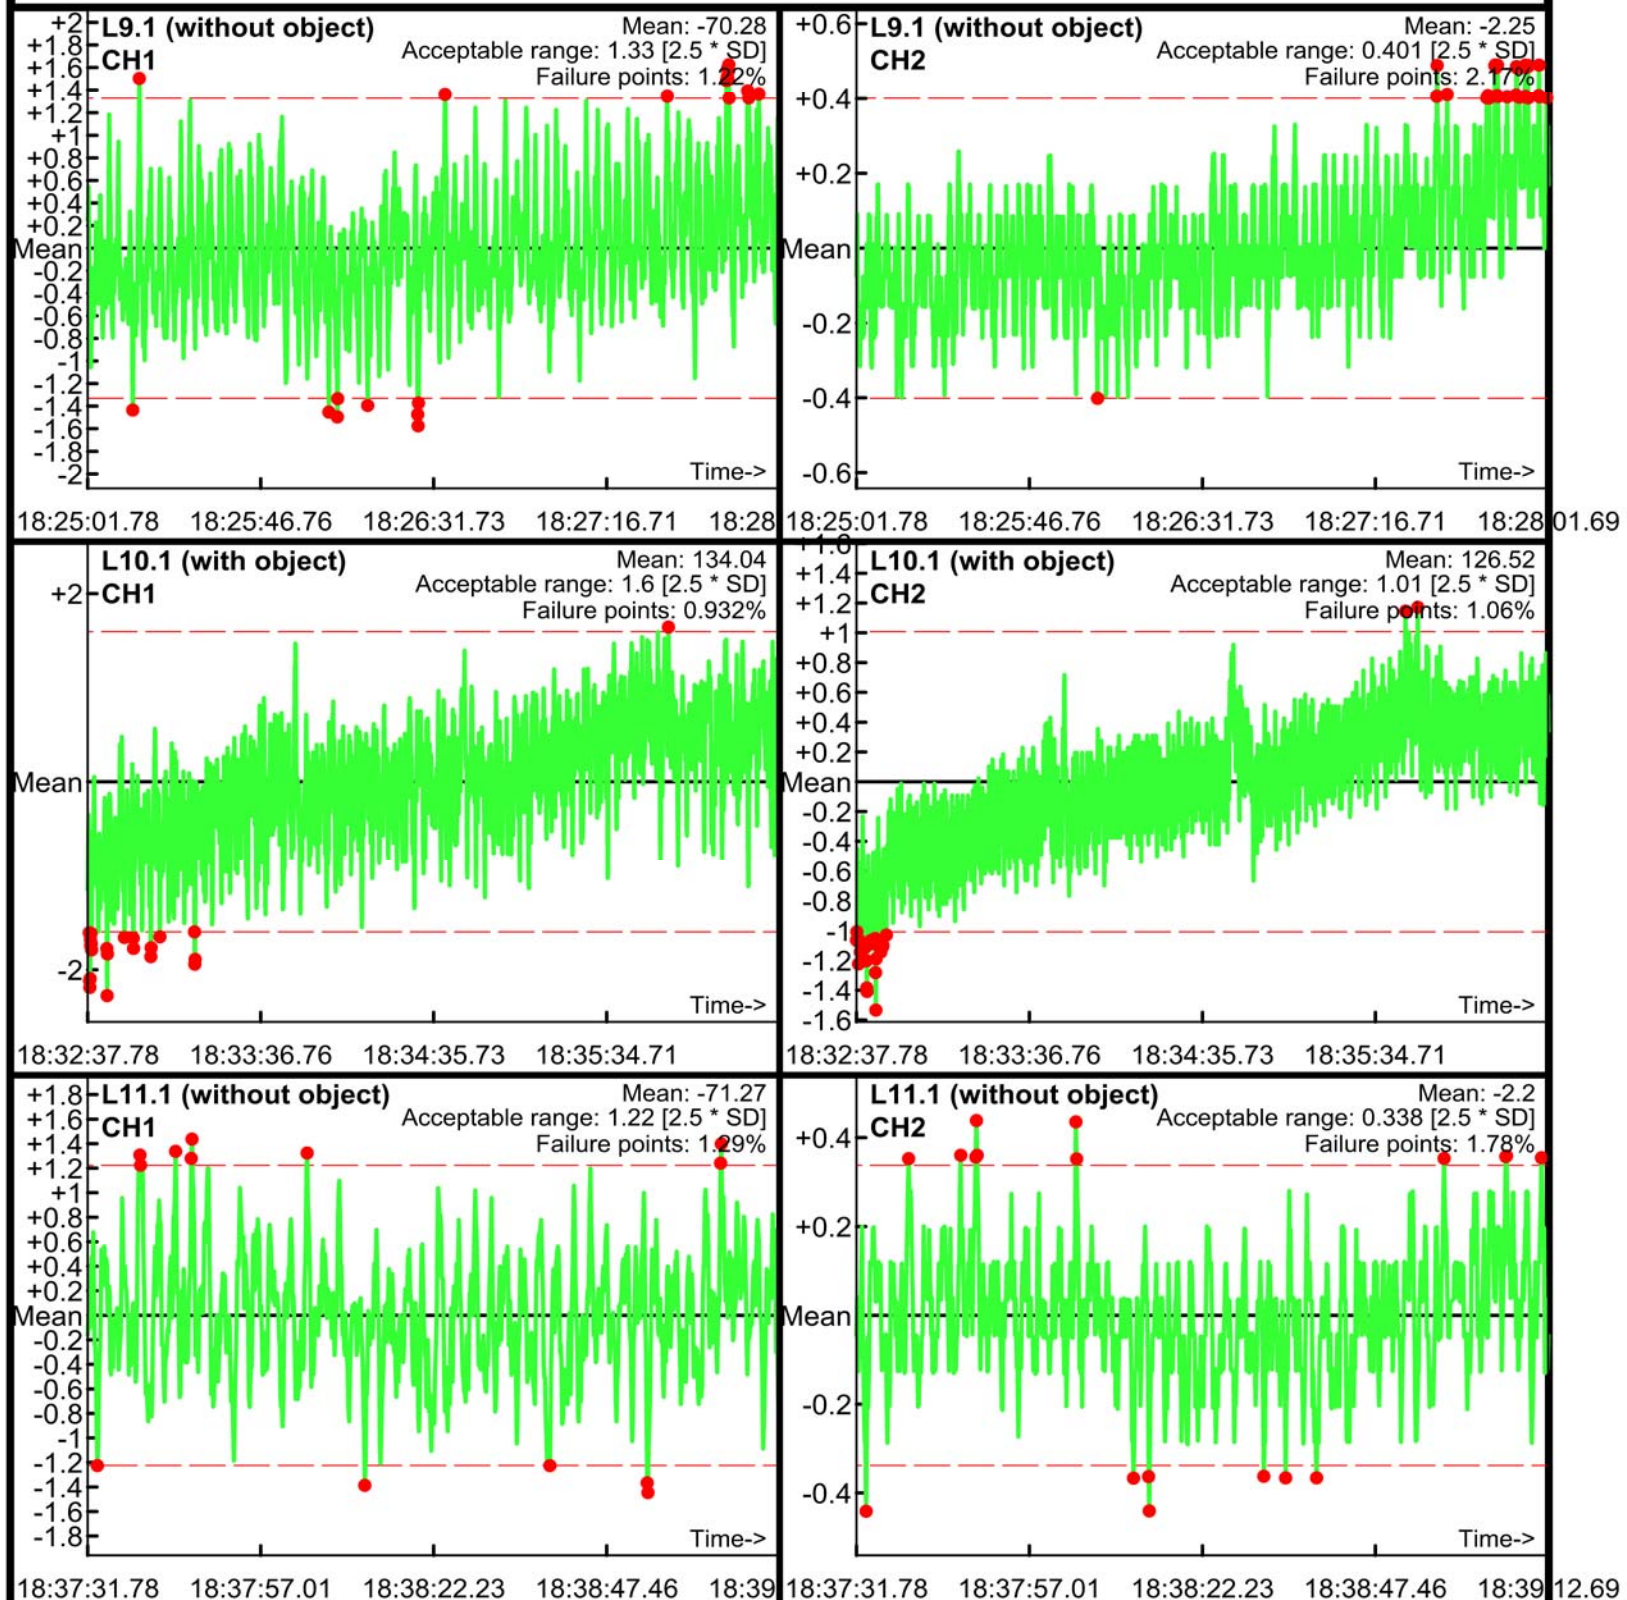 L9.1 (without object)
CH1
Mean: -70.28
Acceptable range: 1.33 [2.5 * SD]
Failure points: 1.22%
+2
+1.8
+1.6
+1.4
+1.2
+1
+0.8
+0.6
+0.4
+0.2
Mean
-0.2
-0.4
-0.6
-0.8
-1
-1.2
-1.4
-1.6
-1.8
-2
Time->
18:25:01.78 18:25:46.76 18:26:31.73 18:27:16.71 18:28
L9.1 (without object)
CH2
Mean: -2.25
Acceptable range: 0.401 [2.5 * SD]
Failure points: 2.17%
+0.6
+0.4
+0.2
Mean
-0.2
-0.4
-0.6
Time->
18:25:01.78 18:25:46.76 18:26:31.73 18:27:16.71 18:28:01.69
L10.1 (with object)
CH1
Mean: 134.04
Acceptable range: 1.6 [2.5 * SD]
Failure points: 0.932%
+2
Mean
-2
Time->
18:32:37.78 18:33:36.76 18:34:35.73 18:35:34.71
L10.1 (with object)
CH2
Mean: 126.52
Acceptable range: 1.01 [2.5 * SD]
Failure points: 1.06%
+1.6
+1.4
+1.2
+1
+0.8
+0.6
+0.4
+0.2
Mean
-0.2
-0.4
-0.6
-0.8
-1
-1.2
-1.4
-1.6
Time->
18:32:37.78 18:33:36.76 18:34:35.73 18:35:34.71
L11.1 (without object)
CH1
Mean: -71.27
Acceptable range: 1.22 [2.5 * SD]
Failure points: 1.29%
+1.8
+1.6
+1.4
+1.2
+1
+0.8
+0.6
+0.4
+0.2
Mean
-0.2
-0.4
-0.6
-0.8
-1
-1.2
-1.4
-1.6
-1.8
Time->
18:37:31.78 18:37:57.01 18:38:22.23 18:38:47.46 18:39
L11.1 (without object)
CH2
Mean: -2.2
Acceptable range: 0.338 [2.5 * SD]
Failure points: 1.78%
+0.4
+0.2
Mean
-0.2
-0.4
Time->
18:37:31.78 18:37:57.01 18:38:22.23 18:38:47.46 18:39:12.69